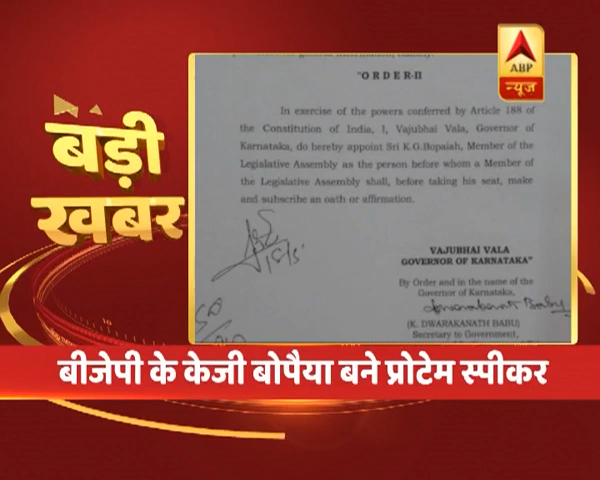 "ORDER-II
In exercise of the powers conferred by Article 188 of
the Constitution of India, I, Vajubhai Vala, Governor of
Karnataka, do hereby appoint Sri K.G.Bopaiah, Member of the
Legislative Assembly as the person before whom a Member of
the Legislative Assembly shall, before taking his seat, make
and subscribe an oath or affirmation.
VAJUBHAI VALA
GOVERNOR OF KARNATAKA"
By Order and in the name of the
Governor of Karnataka,
Dwarakanath Babu
(K. DWARAKANATH BABU)
Secretary to Government,
ABP
न्यूज़
बड़ी
खबर
बीजेपी के केजी बोपैया बने प्रोटेम स्पीकर